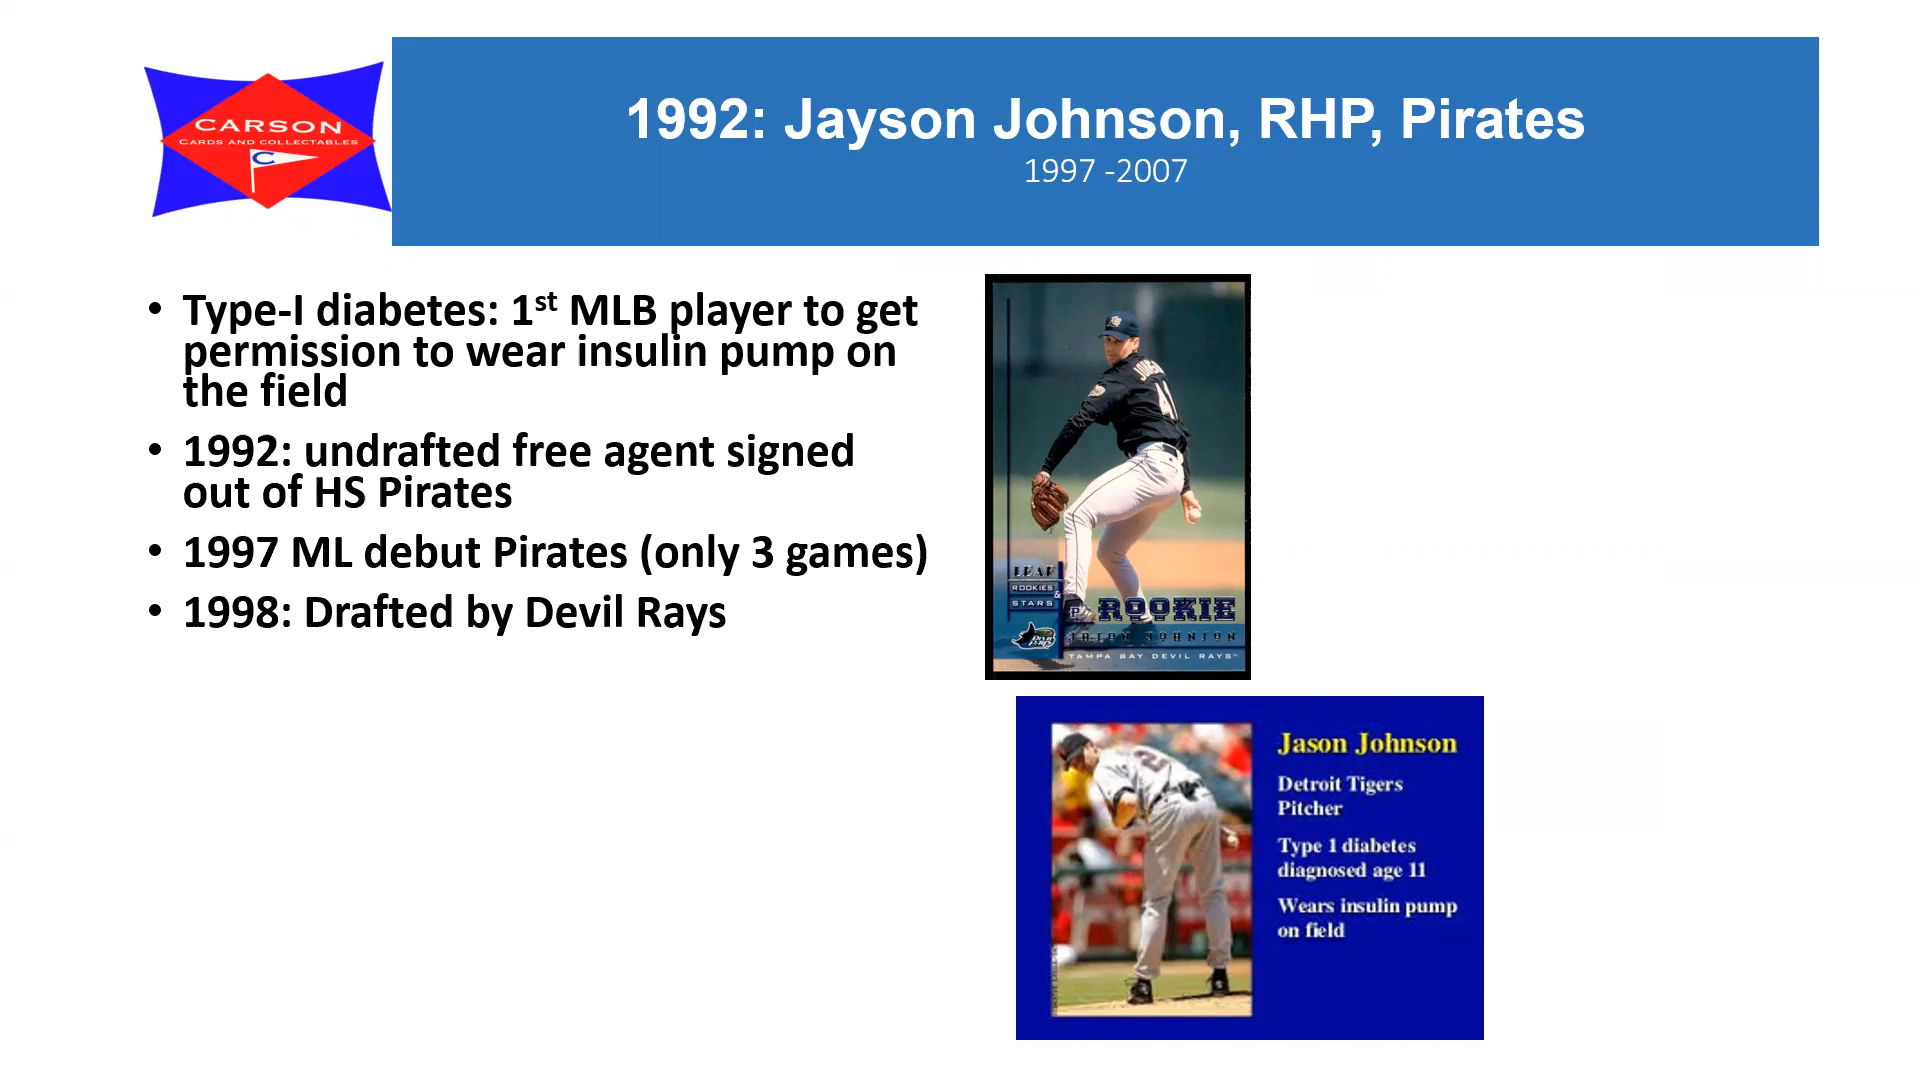 CARSON
CARDS AND COLLECTABLES
C
1992: Jayson Johnson, RHP, Pirates
1997 -2007
• Type-I diabetes: 1st MLB player to get
permission to wear insulin pump on
the field
• 1992: undrafted free agent signed
out of HS Pirates
• 1997 ML debut Pirates (only 3 games)
• 1998: Drafted by Devil Rays
41
LEAF
ROOKIES
&
STARS
P ROOKIE
JASON JOHNSON
TAMPA BAY DEVIL RAYS
Jason Johnson
Detroit Tigers
Pitcher
Type 1 diabetes
diagnosed age 11
Wears insulin pump
on field